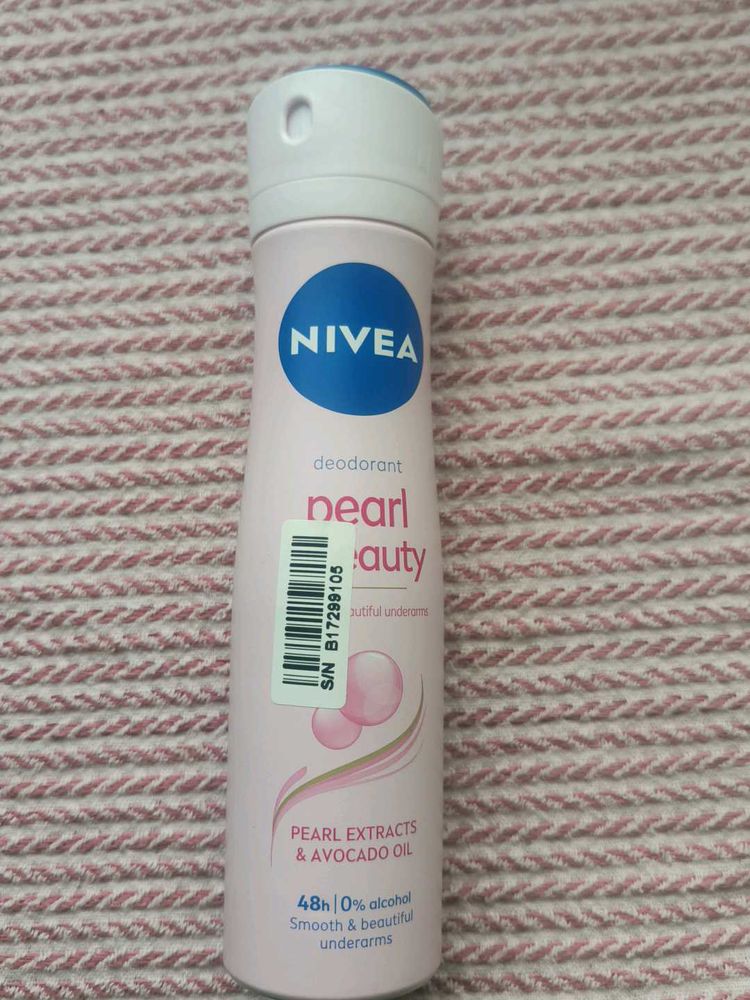 NIVEA
deodorant
pearl
eauty
autiful underarms
S/N B17299105
PEARL EXTRACTS
& AVOCADO OIL
48h | 0% alcohol
Smooth & beautiful
underarms